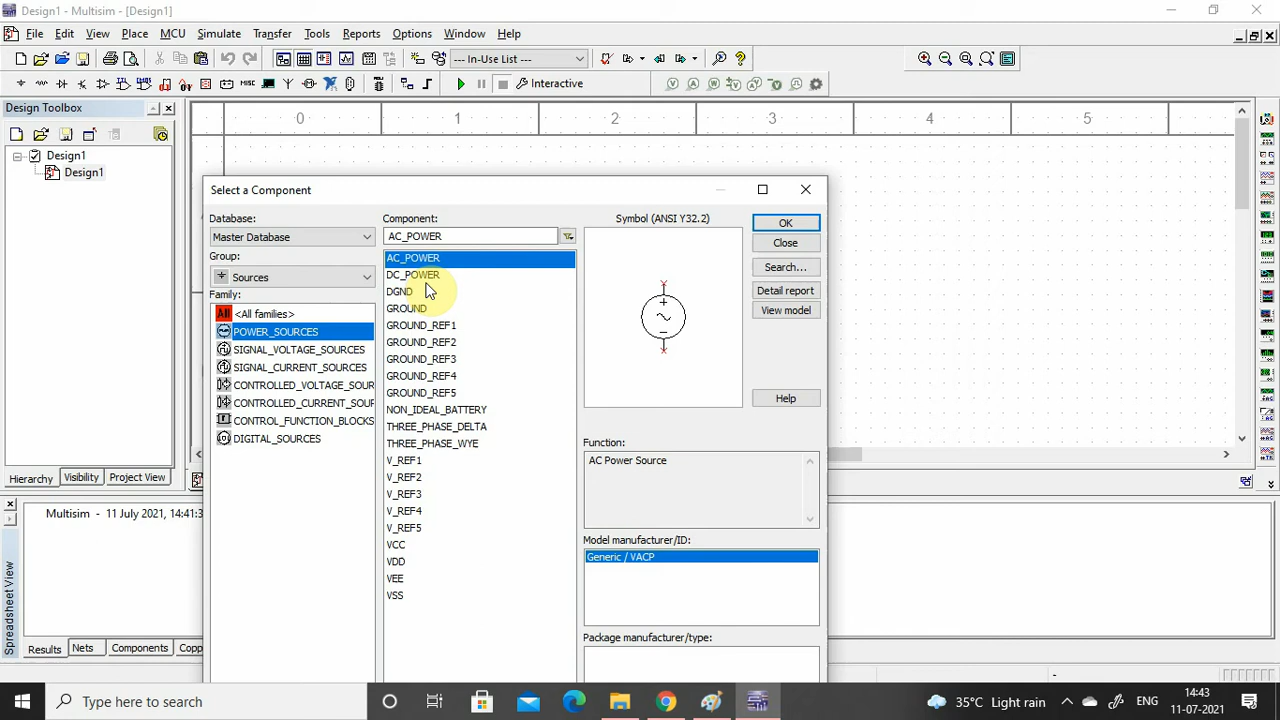 Design1 - Multisim - [Design1]
File Edit View Place MCU Simulate Transfer Tools Reports Options Window Help
--- In-Use List ---
Interactive
Design Toolbox
0 1 2 3 4 5
Design1
Design1
Select a Component
Database:
Master Database
Group:
Sources
Family:
All <All families>
POWER_SOURCES
SIGNAL_VOLTAGE_SOURCES
SIGNAL_CURRENT_SOURCES
CONTROLLED_VOLTAGE_SOUR
CONTROLLED_CURRENT_SOUR
CONTROL_FUNCTION_BLOCKS
DIGITAL_SOURCES
Component:
AC_POWER
AC_POWER
DC_POWER
DGND
GROUND
GROUND_REF1
GROUND_REF2
GROUND_REF3
GROUND_REF4
GROUND_REF5
NON_IDEAL_BATTERY
THREE_PHASE_DELTA
THREE_PHASE_WYE
V_REF1
V_REF2
V_REF3
V_REF4
V_REF5
VCC
VDD
VEE
VSS
Symbol (ANSI Y32.2)
OK
Close
Search...
Detail report
View model
Help
Function:
AC Power Source
Model manufacturer/ID:
Generic / VACP
Package manufacturer/type:
Hierarchy Visibility Project View
Multisim - 11 July 2021, 14:41:3
Spreadsheet View
Results Nets Components Copp
Type here to search
35°C Light rain
ENG
14:43
11-07-2021